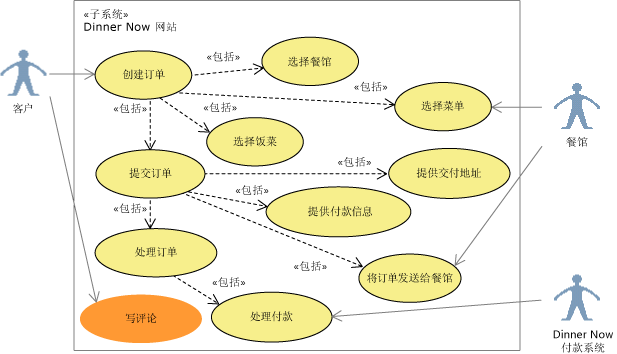 «子系统»
Dinner Now 网站
创建订单
«包括»
选择餐馆
«包括»
选择菜单
«包括»
«包括»
选择饭菜
客户
餐馆
提交订单
«包括»
提供交付地址
«包括»
«包括»
提供付款信息
处理订单
«包括»
将订单发送给餐馆
«包括»
写评论
处理付款
Dinner Now
付款系统